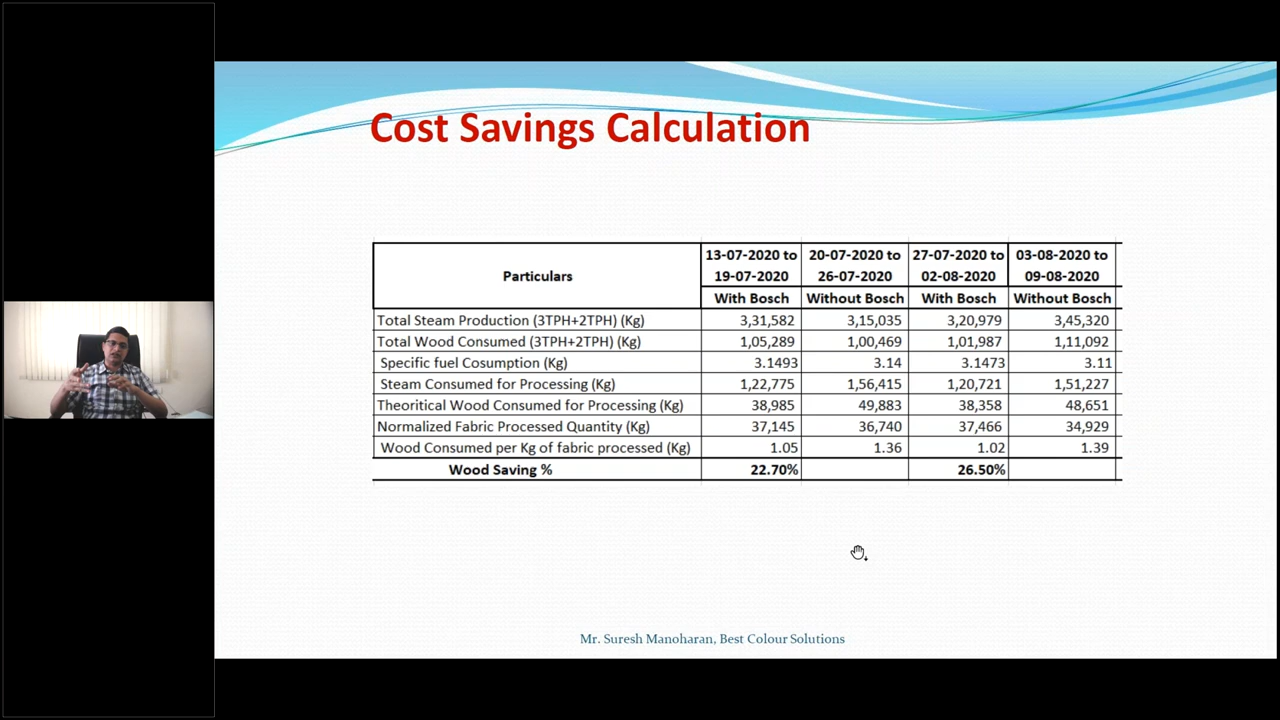 Cost Savings Calculation
Particulars
13-07-2020 to 19-07-2020
20-07-2020 to 26-07-2020
27-07-2020 to 02-08-2020
03-08-2020 to 09-08-2020
With Bosch Without Bosch With Bosch Without Bosch
Total Steam Production (3TPH+2TPH) (Kg) 3,31,582 3,15,035 3,20,979 3,45,320
Total Wood Consumed (3TPH+2TPH) (Kg) 1,05,289 1,00,469 1,01,987 1,11,092
Specific fuel Cosumption (Kg) 3.1493 3.14 3.1473 3.11
Steam Consumed for Processing (Kg) 1,22,775 1,56,415 1,20,721 1,51,227
Theoritical Wood Consumed for Processing (Kg) 38,985 49,883 38,358 48,651
Normalized Fabric Processed Quantity (Kg) 37,145 36,740 37,466 34,929
Wood Consumed per Kg of fabric processed (Kg) 1.05 1.36 1.02 1.39
Wood Saving % 22.70% 26.50%
Mr. Suresh Manoharan, Best Colour Solutions